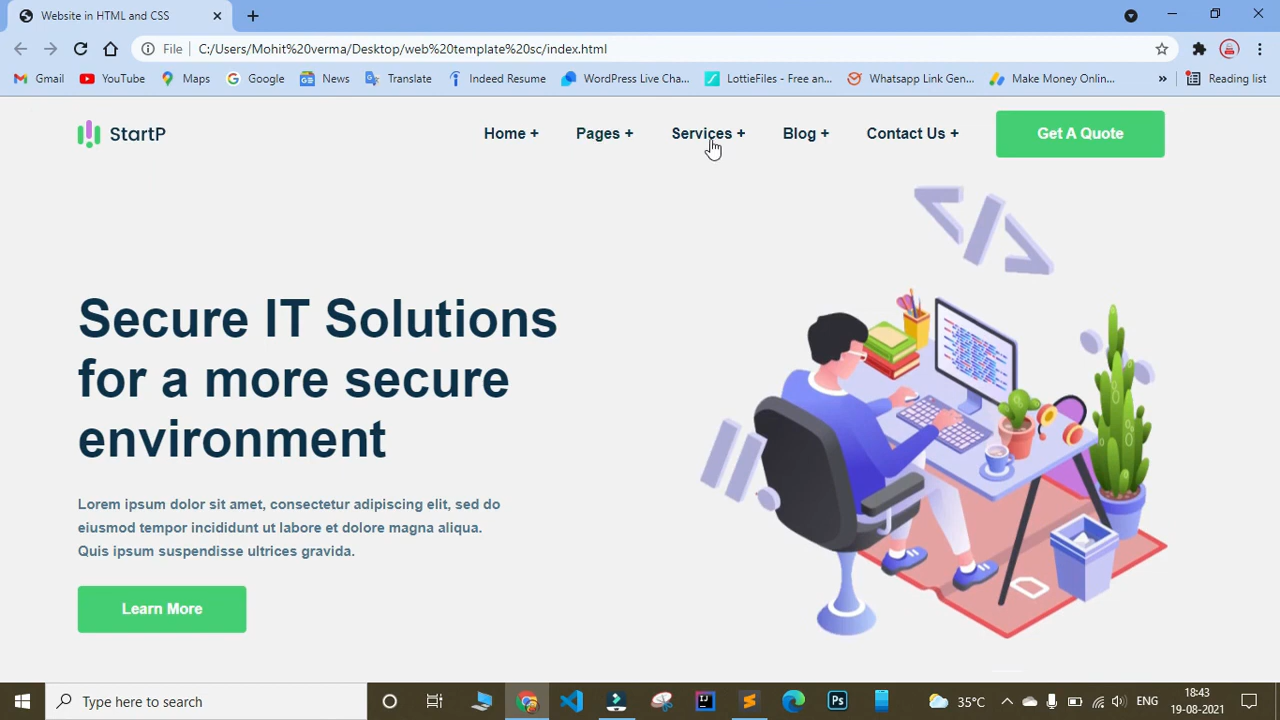 Website in HTML and CSS
File
C:/Users/Mohit%20verma/Desktop/web%20template%20sc/index.html
Gmail
YouTube
Maps
Google
News
Translate
Indeed Resume
WordPress Live Cha...
LottieFiles - Free an...
Whatsapp Link Gen...
Make Money Onlin...
»
Reading list
StartP
Home +
Pages +
Services +
Blog +
Contact Us +
Get A Quote
Secure IT Solutions
for a more secure
environment
Lorem ipsum dolor sit amet, consectetur adipiscing elit, sed do
eiusmod tempor incididunt ut labore et dolore magna aliqua.
Quis ipsum suspendisse ultrices gravida.
Learn More
Type here to search
35°C
ENG
18:43
19-08-2021